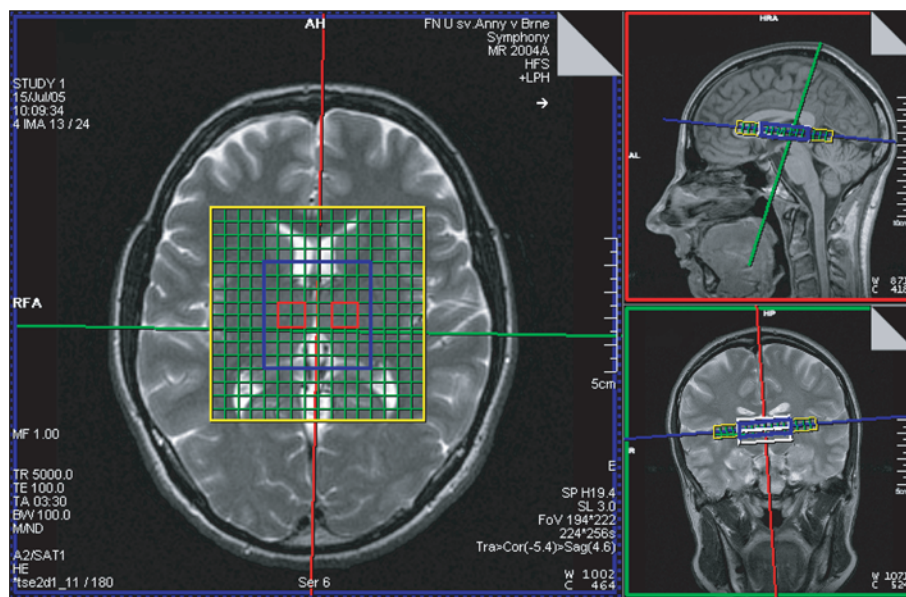 AH
FN U sv.Anny v Brne
Symphony
MR 2004A
HFS
+LPH
STUDY 1
15/Jul/05
10:09:34
4 IMA 13 / 24
RFA
MF 1.00
TR 5000.0
TE 100.0
TA 03:30
BW 100.0
M/ND
A2/SAT1
HE
*tse2d1_11 / 180
Ser 6
5cm
E
SP H19.4
SL 3.0
FoV 194*222
224*256s
Tra>Cor(-5.4)>Sag(4.6)
W 1002
C 464
HRA
AL
W 871
C 418
HP
W 1071